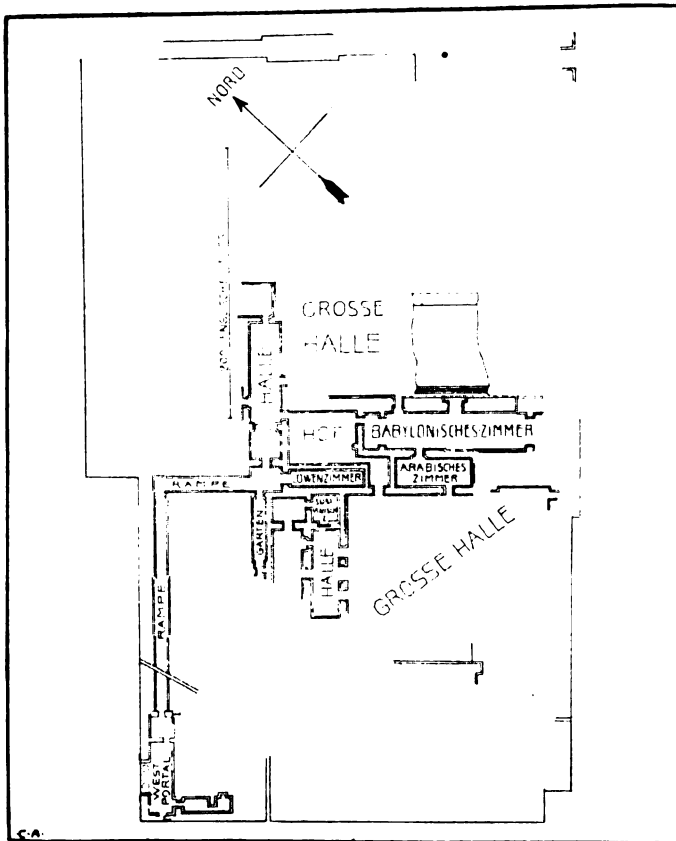 NORD
GROSSE
HALLE
HALLE
HOF
BABYLONISCHES-ZIMMER
ARABISCHES
ZIMMER
LÖWENZIMMER
RAMPE
GARTEN
HALLE
GROSSE HALLE
RAMPE
WEST
PORTAL
C.A.